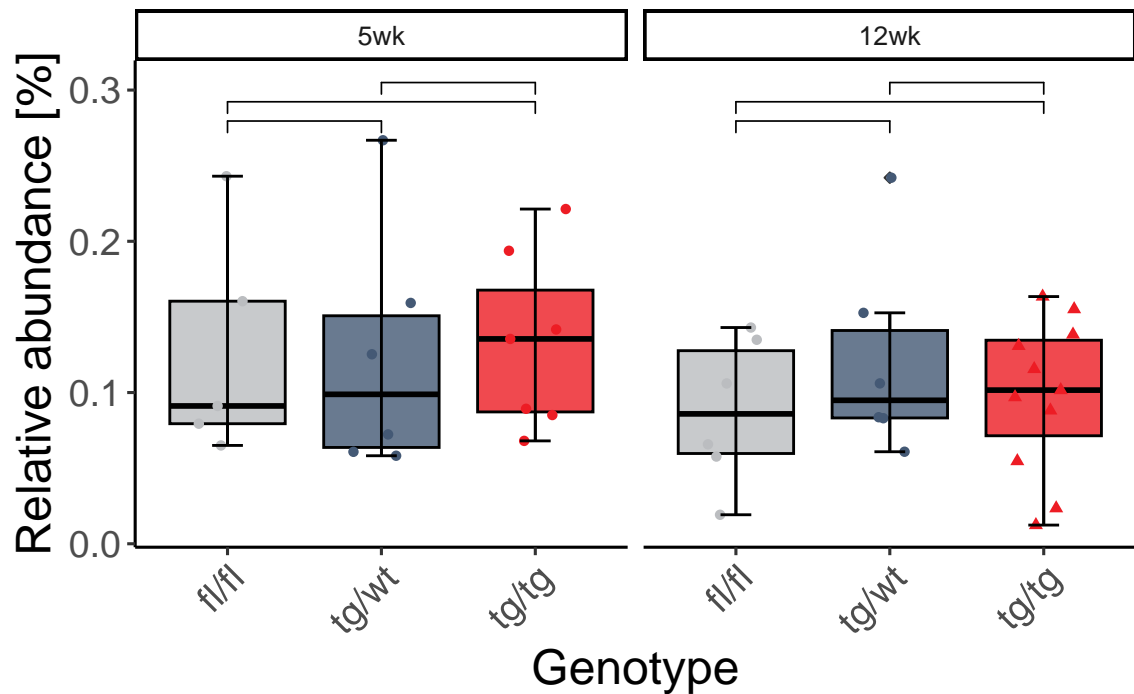 5wk
12wk
Relative abundance [%]
0.3
0.2
0.1
0.0
fl/fl
tg/wt
tg/tg
fl/fl
tg/wt
tg/tg
Genotype